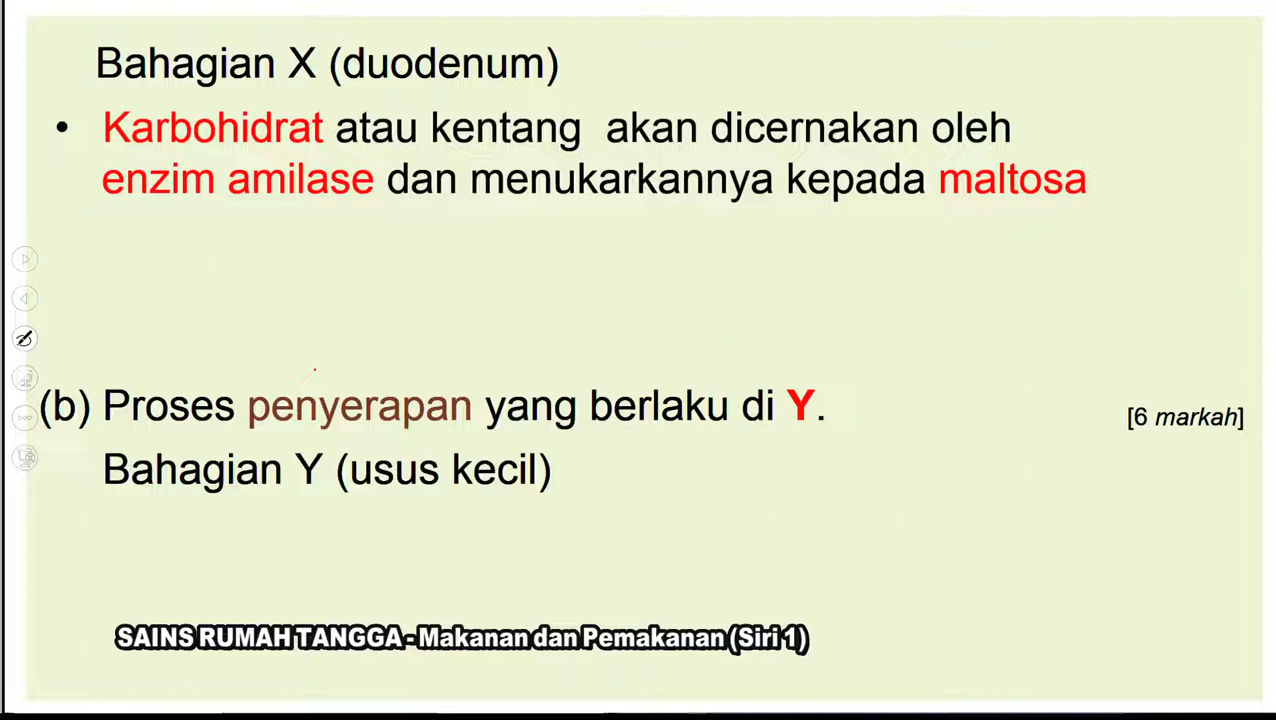 Bahagian X (duodenum)
• Karbohidrat atau kentang akan dicernakan oleh
enzim amilase dan menukarkannya kepada maltosa
(b) Proses penyerapan yang berlaku di Y. [6 markah]
Bahagian Y (usus kecil)
SAINS RUMAH TANGGA - Makanan dan Pemakanan (Siri 1)